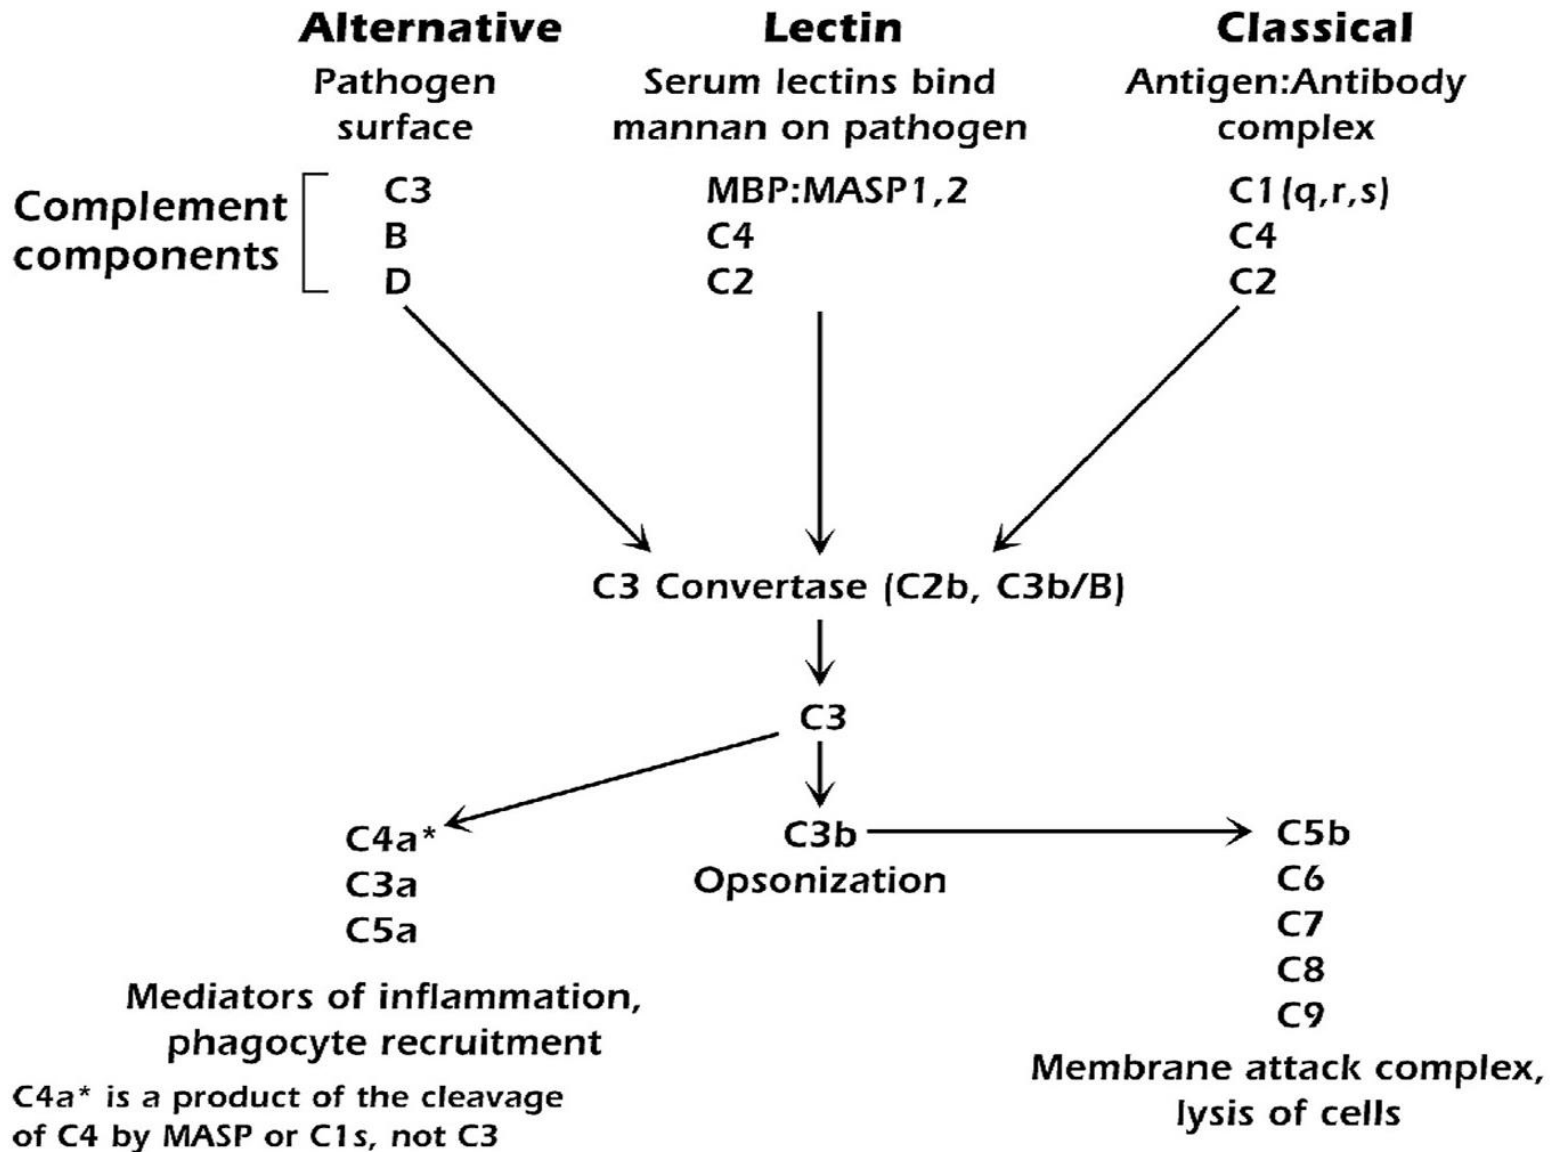 Alternative
Pathogen
surface
Lectin
Serum lectins bind
mannan on pathogen
Classical
Antigen:Antibody
complex
Complement
components
C3
B
D
MBP:MASP1,2
C4
C2
C1(q,r,s)
C4
C2
C3 Convertase (C2b, C3b/B)
C3
C4a*
C3a
C5a
Mediators of inflammation,
phagocyte recruitment
C3b
Opsonization
C5b
C6
C7
C8
C9
Membrane attack complex,
lysis of cells
C4a* is a product of the cleavage
of C4 by MASP or C1s, not C3